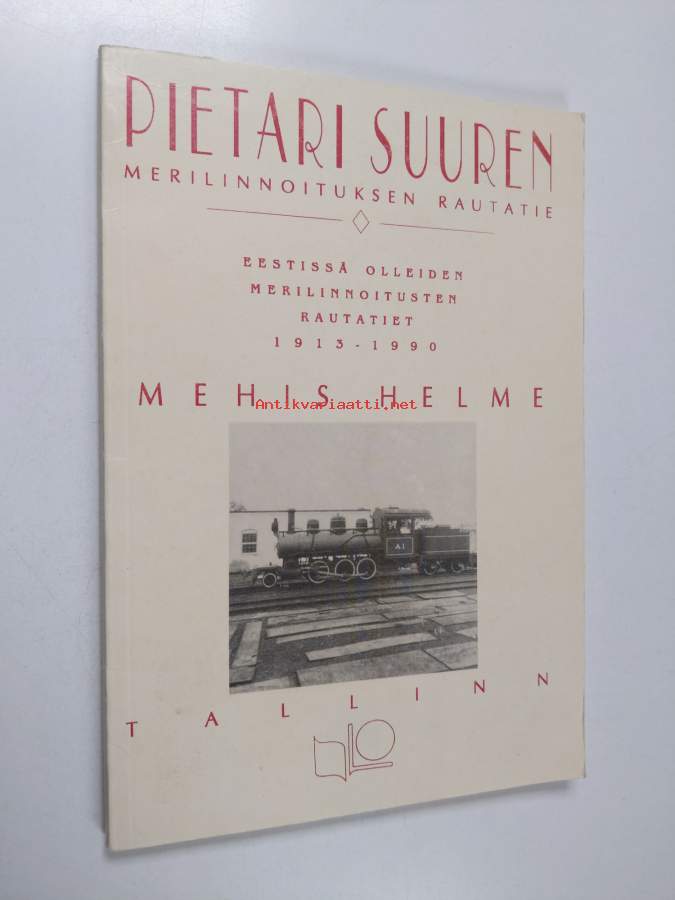 PIETARI SUUREN
MERILINNOITUKSEN RAUTATIE
EESTISSÄ OLLEIDEN
MERILINNOITUSTEN
RAUTATIET
1913-1990
MEHIS HELME
Antikvariaatti.net
A1
TALLINN